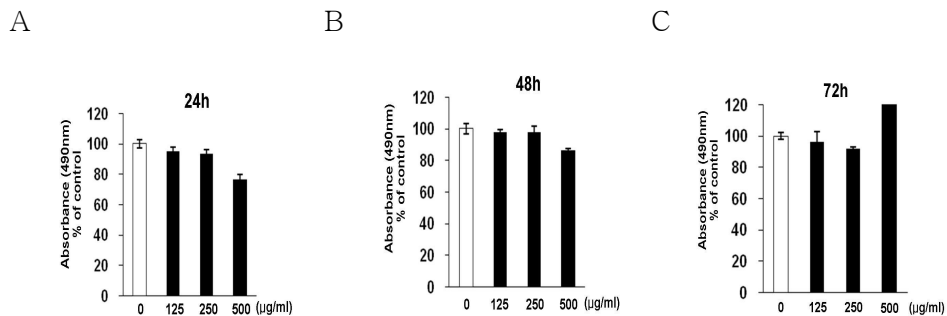 A
B
C
24h
Absorbance (490nm)
% of control
120
100
80
60
40
20
0
0 125 250 500 (μg/ml)
48h
Absorbance (490nm)
% of control
120
100
80
60
40
20
0
0 125 250 500 (μg/ml)
72h
Absorbance (490nm)
% of control
120
100
80
60
40
20
0
0 125 250 500 (μg/ml)